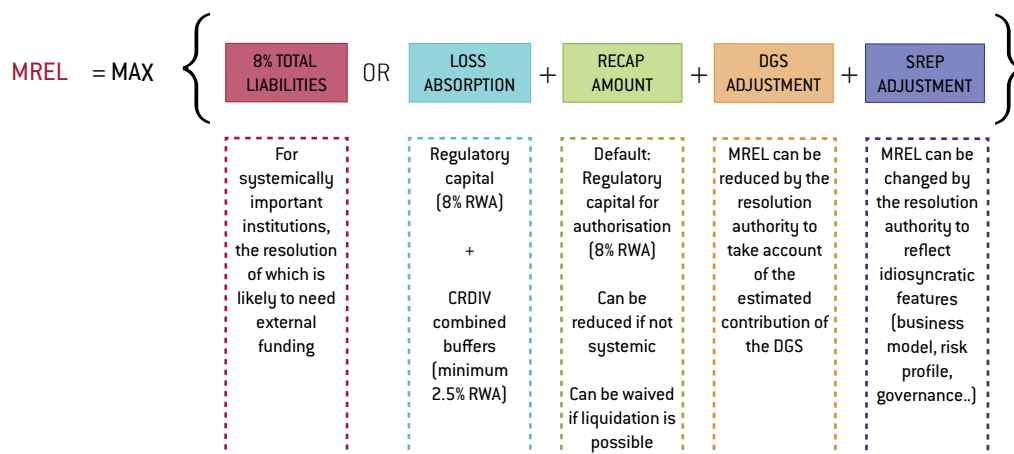 MREL = MAX
8% TOTAL
LIABILITIES
OR
LOSS
ABSORPTION
+
RECAP
AMOUNT
+
DGS
ADJUSTMENT
+
SREP
ADJUSTMENT
For
systemically
important
institutions,
the resolution
of which is
likely to need
external
funding
Regulatory
capital
(8% RWA)
+
CRDIV
combined
buffers
(minimum
2.5% RWA)
Default:
Regulatory
capital for
authorisation
(8% RWA)
Can be
reduced if not
systemic
Can be waived
if liquidation is
possible
MREL can be
reduced by the
resolution
authority to
take account
of the
estimated
contribution of
the DGS
MREL can be
changed by
the resolution
authority to
reflect
idiosyncratic
features
(business
model, risk
profile,
governance..)